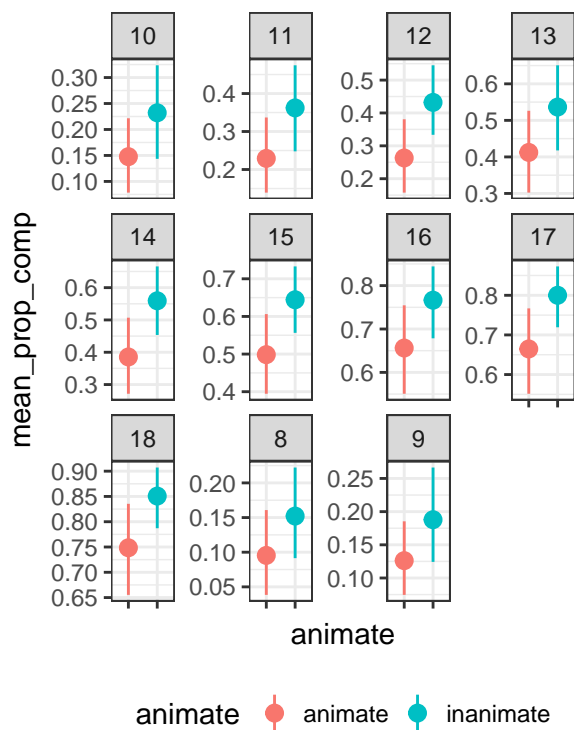 10 11 12 13
0.30 0.25 0.20 0.15 0.10
0.4 0.3 0.2
0.5 0.4 0.3 0.2
0.6 0.5 0.4 0.3
14 15 16 17
0.6 0.5 0.4 0.3
0.7 0.6 0.5 0.4
0.8 0.7 0.6
0.8 0.7 0.6
18 8 9
0.90 0.85 0.80 0.75 0.70 0.65
0.20 0.15 0.10 0.05
0.25 0.20 0.15 0.10
mean_prop_comp
animate
animate animate inanimate